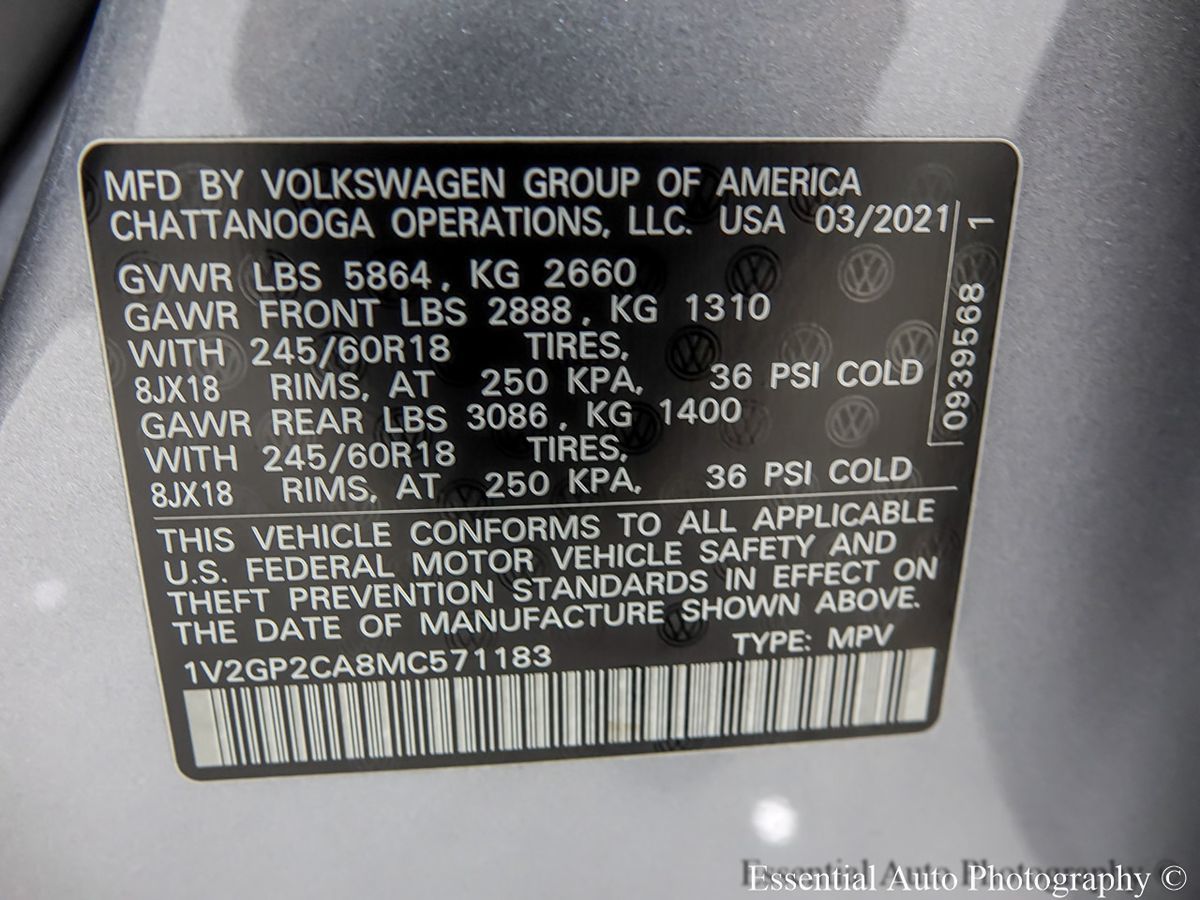 MFD BY VOLKSWAGEN GROUP OF AMERICA
CHATTANOOGA OPERATIONS, LLC. USA 03/2021
GVWR LBS 5864, KG 2660
GAWR FRONT LBS 2888, KG 1310
WITH 245/60R18 TIRES,
8JX18 RIMS, AT 250 KPA, 36 PSI COLD
GAWR REAR LBS 3086, KG 1400
WITH 245/60R18 TIRES,
8JX18 RIMS, AT 250 KPA, 36 PSI COLD
0939568 1
THIS VEHICLE CONFORMS TO ALL APPLICABLE
U.S. FEDERAL MOTOR VEHICLE SAFETY AND
THEFT PREVENTION STANDARDS IN EFFECT ON
THE DATE OF MANUFACTURE SHOWN ABOVE.
1V2GP2CA8MC571183 TYPE: MPV
Essential Auto Photography ©